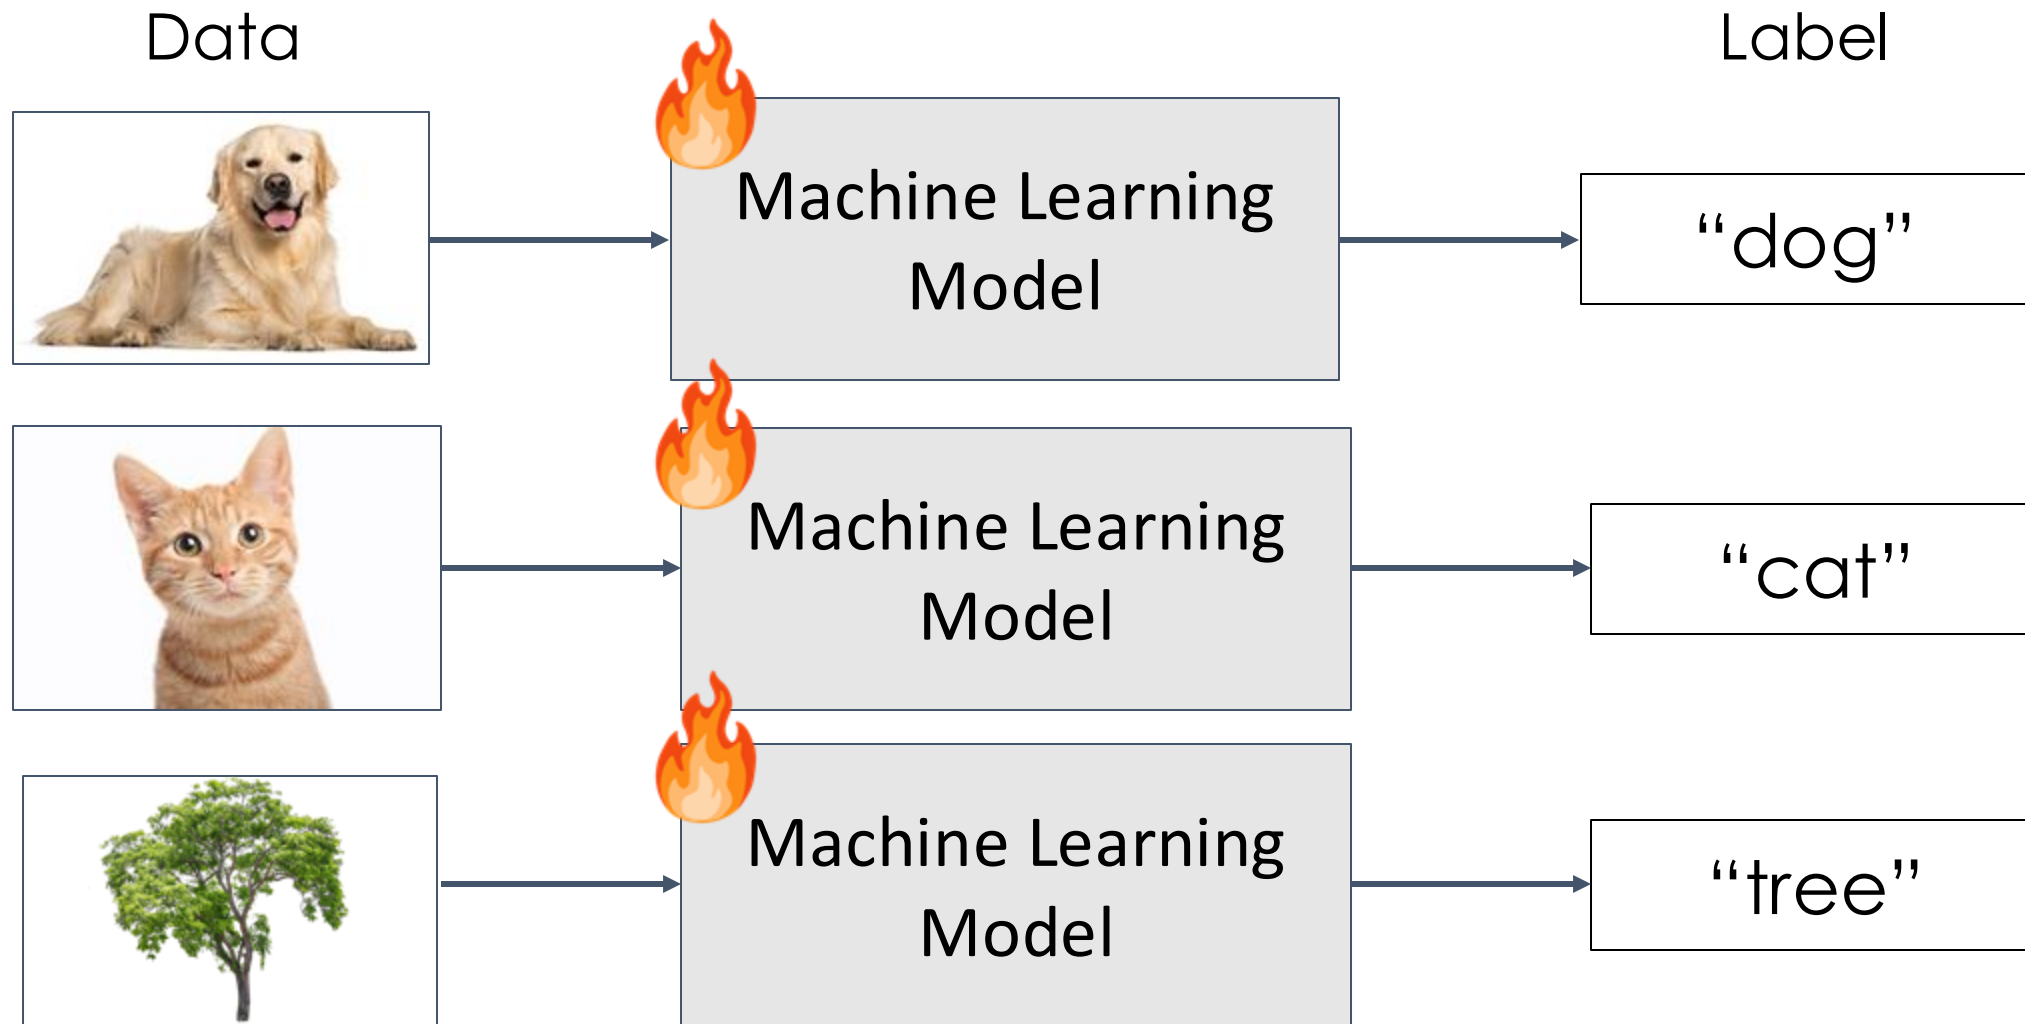 Data
Label
Machine Learning
Model
“dog”
Machine Learning
Model
“cat”
Machine Learning
Model
“tree”